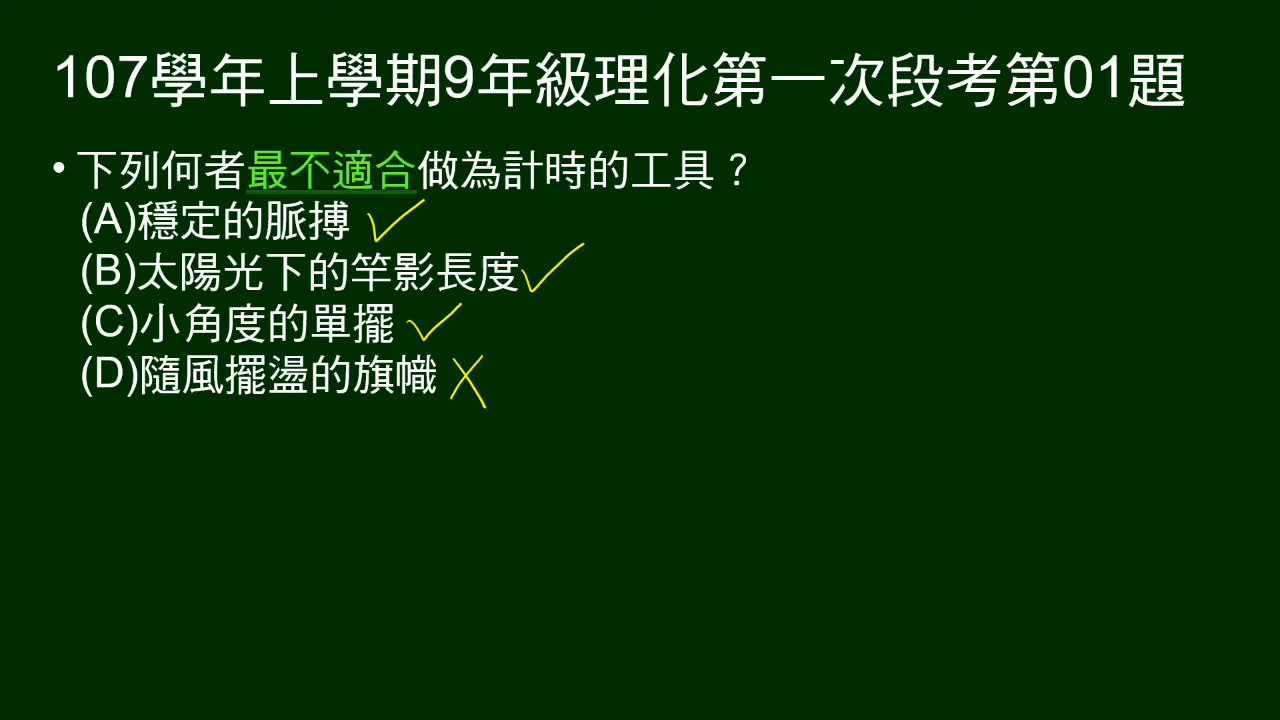 107學年上學期9年級理化第一次段考第01題
• 下列何者最不適合做為計時的工具？
(A)穩定的脈搏 ✓
(B)太陽光下的竿影長度 ✓
(C)小角度的單擺 ✓
(D)隨風擺盪的旗幟 ✗